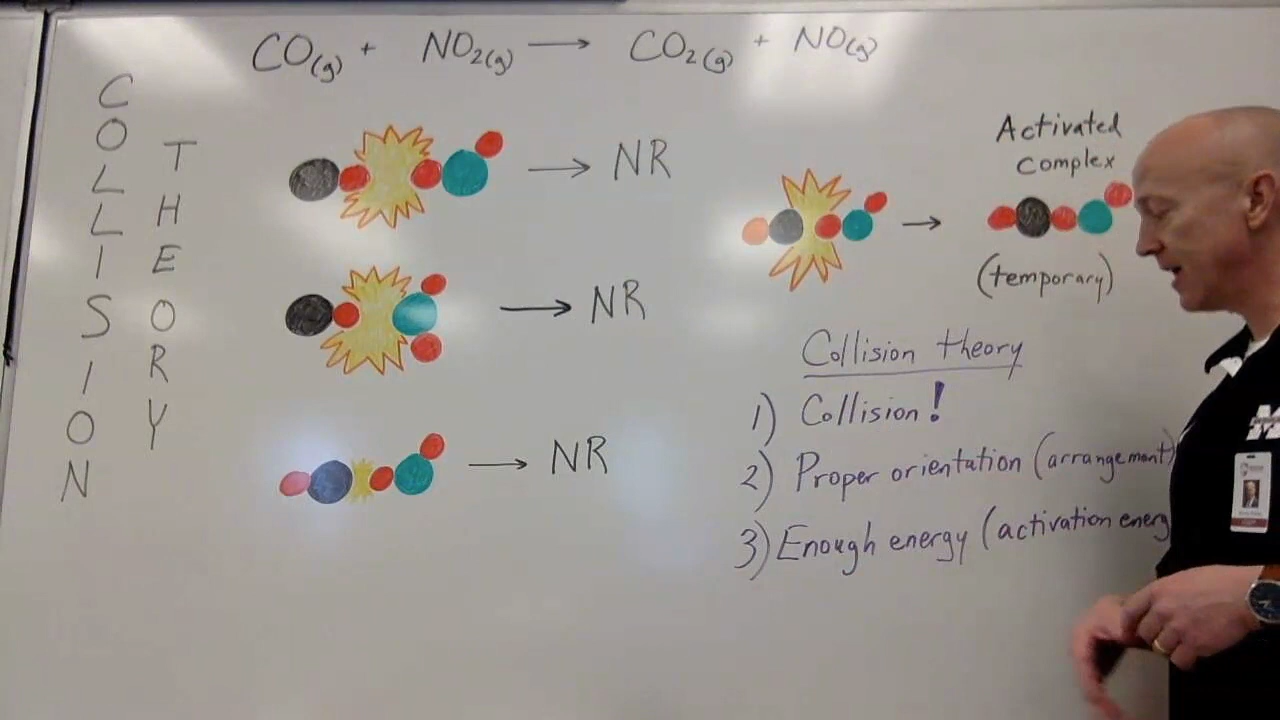 CO(g) + NO2(g) → CO2(g) + NO(g)
COLLISION
THEORY
→ NR
→ NR
→ NR
→ Activated
complex
(temporary)
Collision theory
1) Collision!
2) Proper orientation (arrangement)
3) Enough energy (activation energ